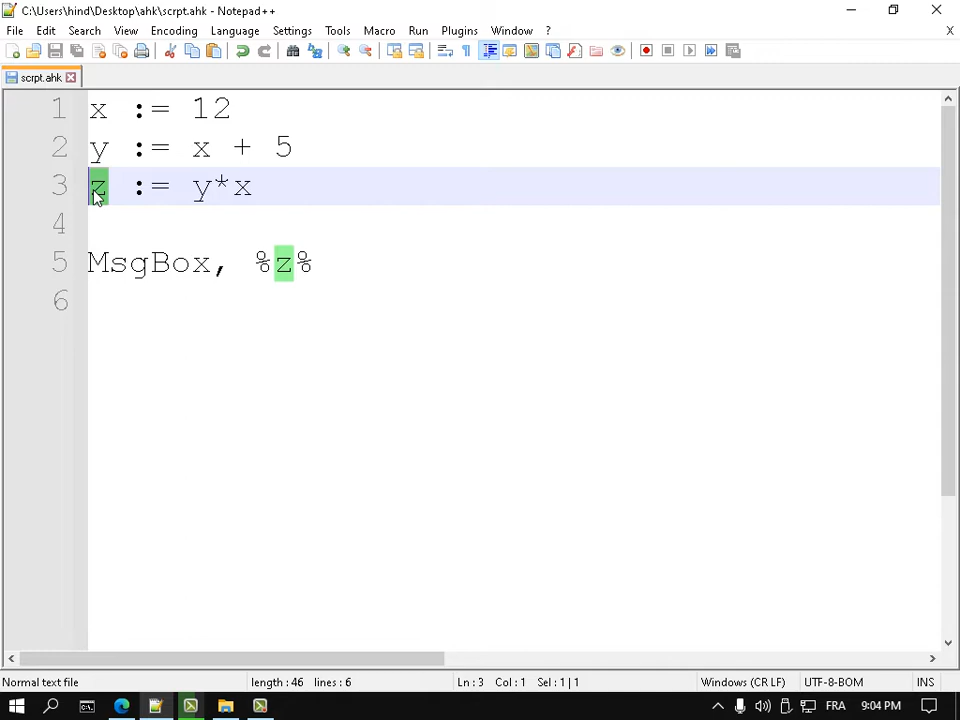 C:\Users\hind\Desktop\ahk\scrpt.ahk - Notepad++
File Edit Search View Encoding Language Settings Tools Macro Run Plugins Window ? X
scrpt.ahk
1 x := 12
2 y := x + 5
3 z := y*x
4
5 MsgBox, %z%
6
Normal text file length : 46 lines : 6 Ln : 3 Col : 1 Sel : 1 | 1 Windows (CR LF) UTF-8-BOM INS
FRA 9:04 PM